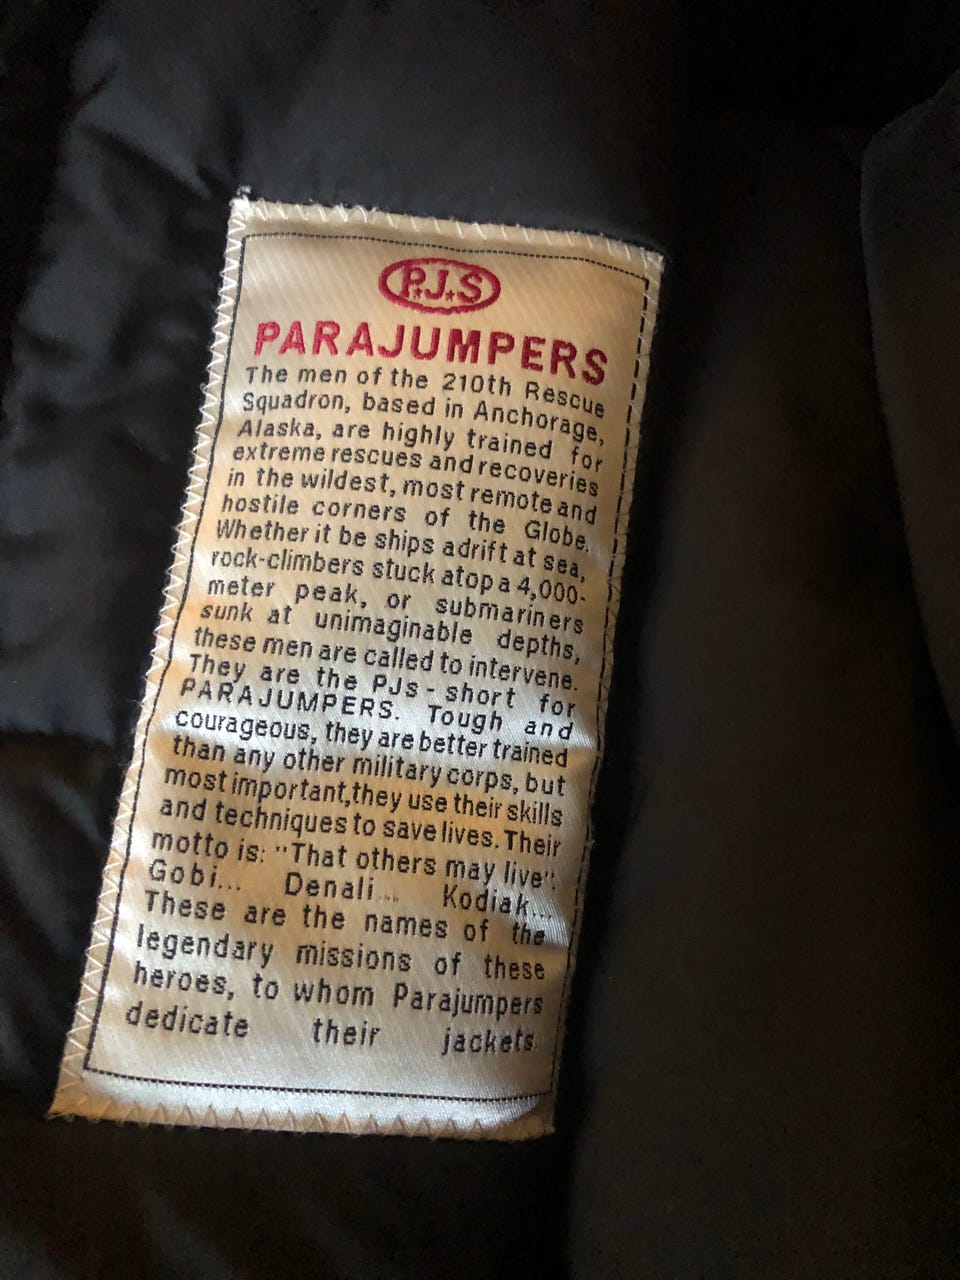 P.J.S
PARAJUMPERS
The men of the 210th Rescue
Squadron, based in Anchorage,
Alaska, are highly trained for
extreme rescues and recoveries
in the wildest, most remote and
hostile corners of the Globe.
Whether it be ships adrift at sea,
rock-climbers stuck atop a 4,000-
meter peak, or submariners
sunk at unimaginable depths,
these men are called to intervene.
They are the PJs - short for
PARAJUMPERS. Tough and
courageous, they are better trained
than any other military corps, but
most important,they use their skills
and techniques to save lives. Their
motto is: "That others may live".
Gobi... Denali... Kodiak...
These are the names of the
legendary missions of these
heroes, to whom Parajumpers
dedicate their jackets.